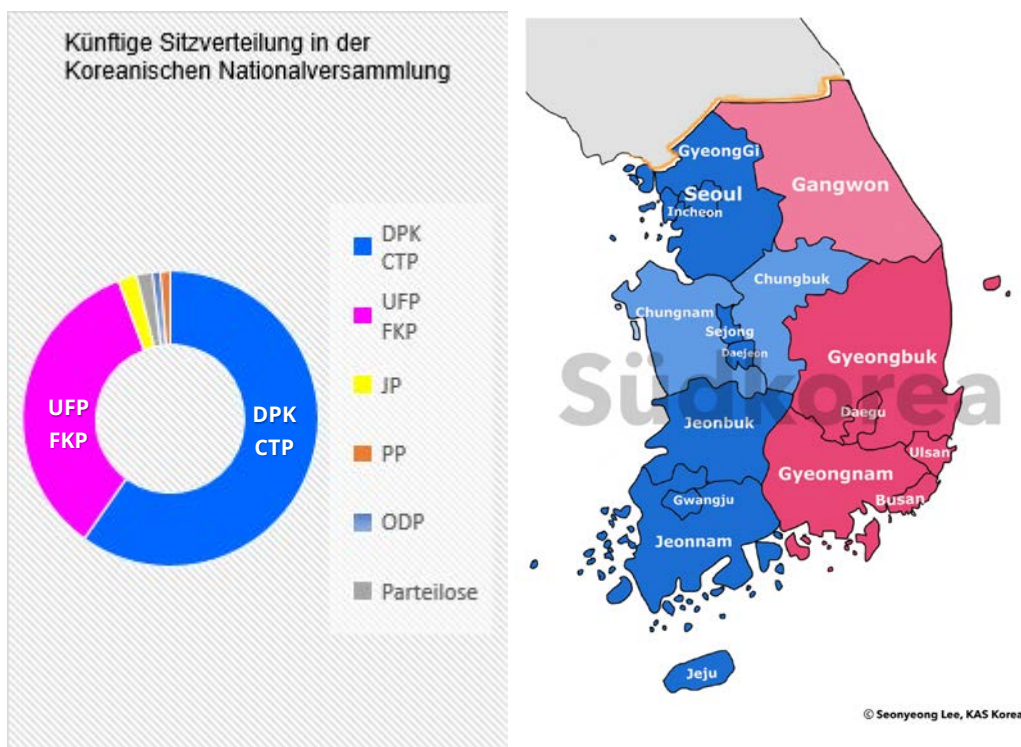 Künftige Sitzverteilung in der
Koreanischen Nationalversammlung
DPK
CTP
UFP
FKP
JP
PP
ODP
Parteilose
UFP
FKP
DPK
CTP
GyeongGi
Seoul
Incheon
Gangwon
Chungbuk
Chungnam
Sejong
Daejeon
Gyeongbuk
Südkorea
Daegu
Jeonbuk
Ulsan
Gyeongnam
Busan
Gwangju
Jeonnam
Jeju
© Seonyeong Lee, KAS Korea